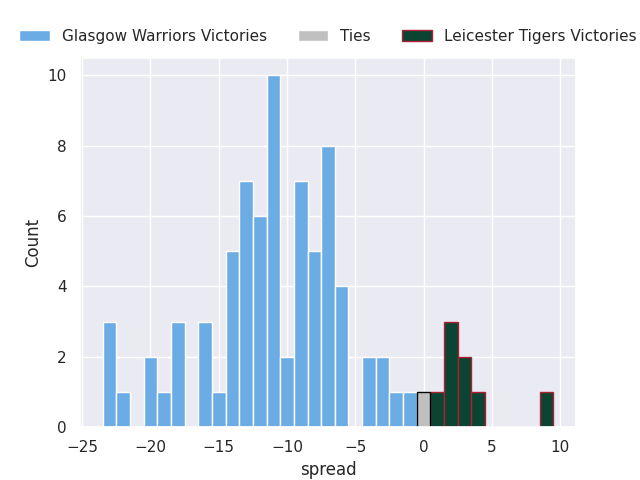 Glasgow Warriors Victories Ties Leicester Tigers Victories
10
8
6
4
2
0
Count
−25 −20 −15 −10 −5 0 5 10
spread